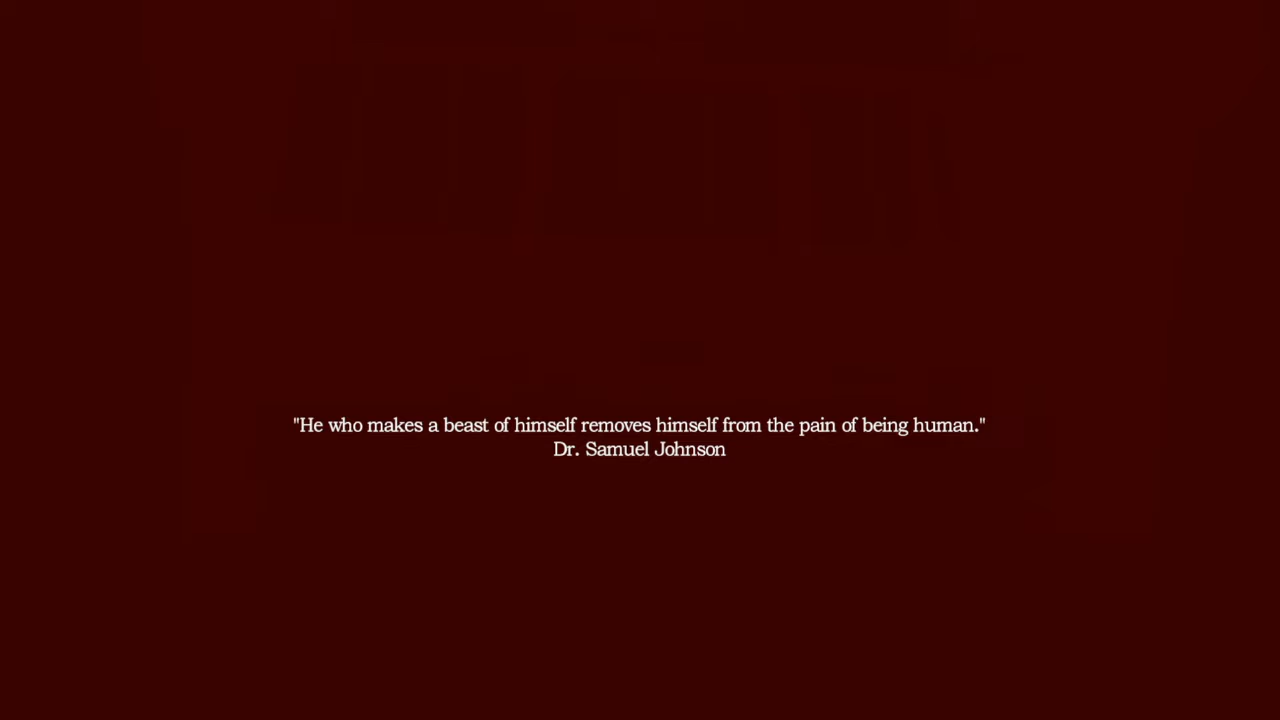 "He who makes a beast of himself removes himself from the pain of being human."
Dr. Samuel Johnson